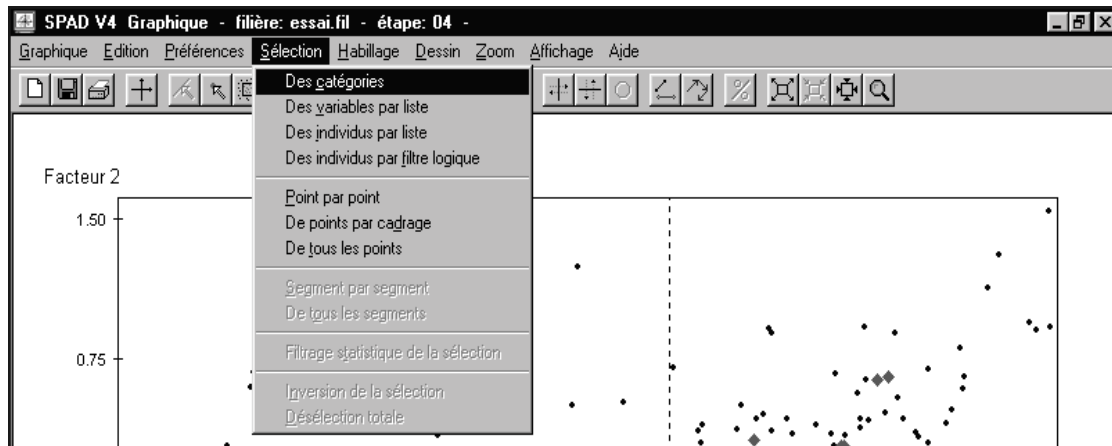 SPAD V4 Graphique - filière: essai.fil - étape: 04 -
Graphique Edition Préférences Sélection Habillage Dessin Zoom Affichage Aide
Des catégories
Des variables par liste
Des individus par liste
Des individus par filtre logique
Point par point
De points par cadrage
De tous les points
Segment par segment
De tous les segments
Filtrage statistique de la sélection
Inversion de la sélection
Désélection totale
Facteur 2
1.50
0.75